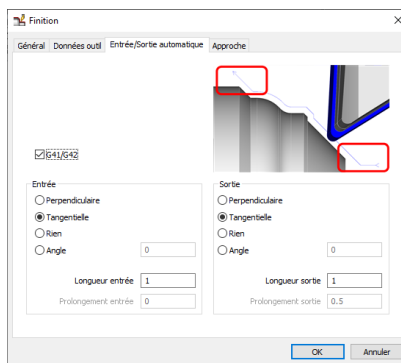 Finition
Général Données outil Entrée/Sortie automatique Approche
G41/G42
Entrée
Perpendiculaire
Tangentielle
Rien
Angle 0
Longueur entrée 1
Prolongement entrée 0
Sortie
Perpendiculaire
Tangentielle
Rien
Angle 0
Longueur sortie 1
Prolongement sortie 0.5
OK Annuler